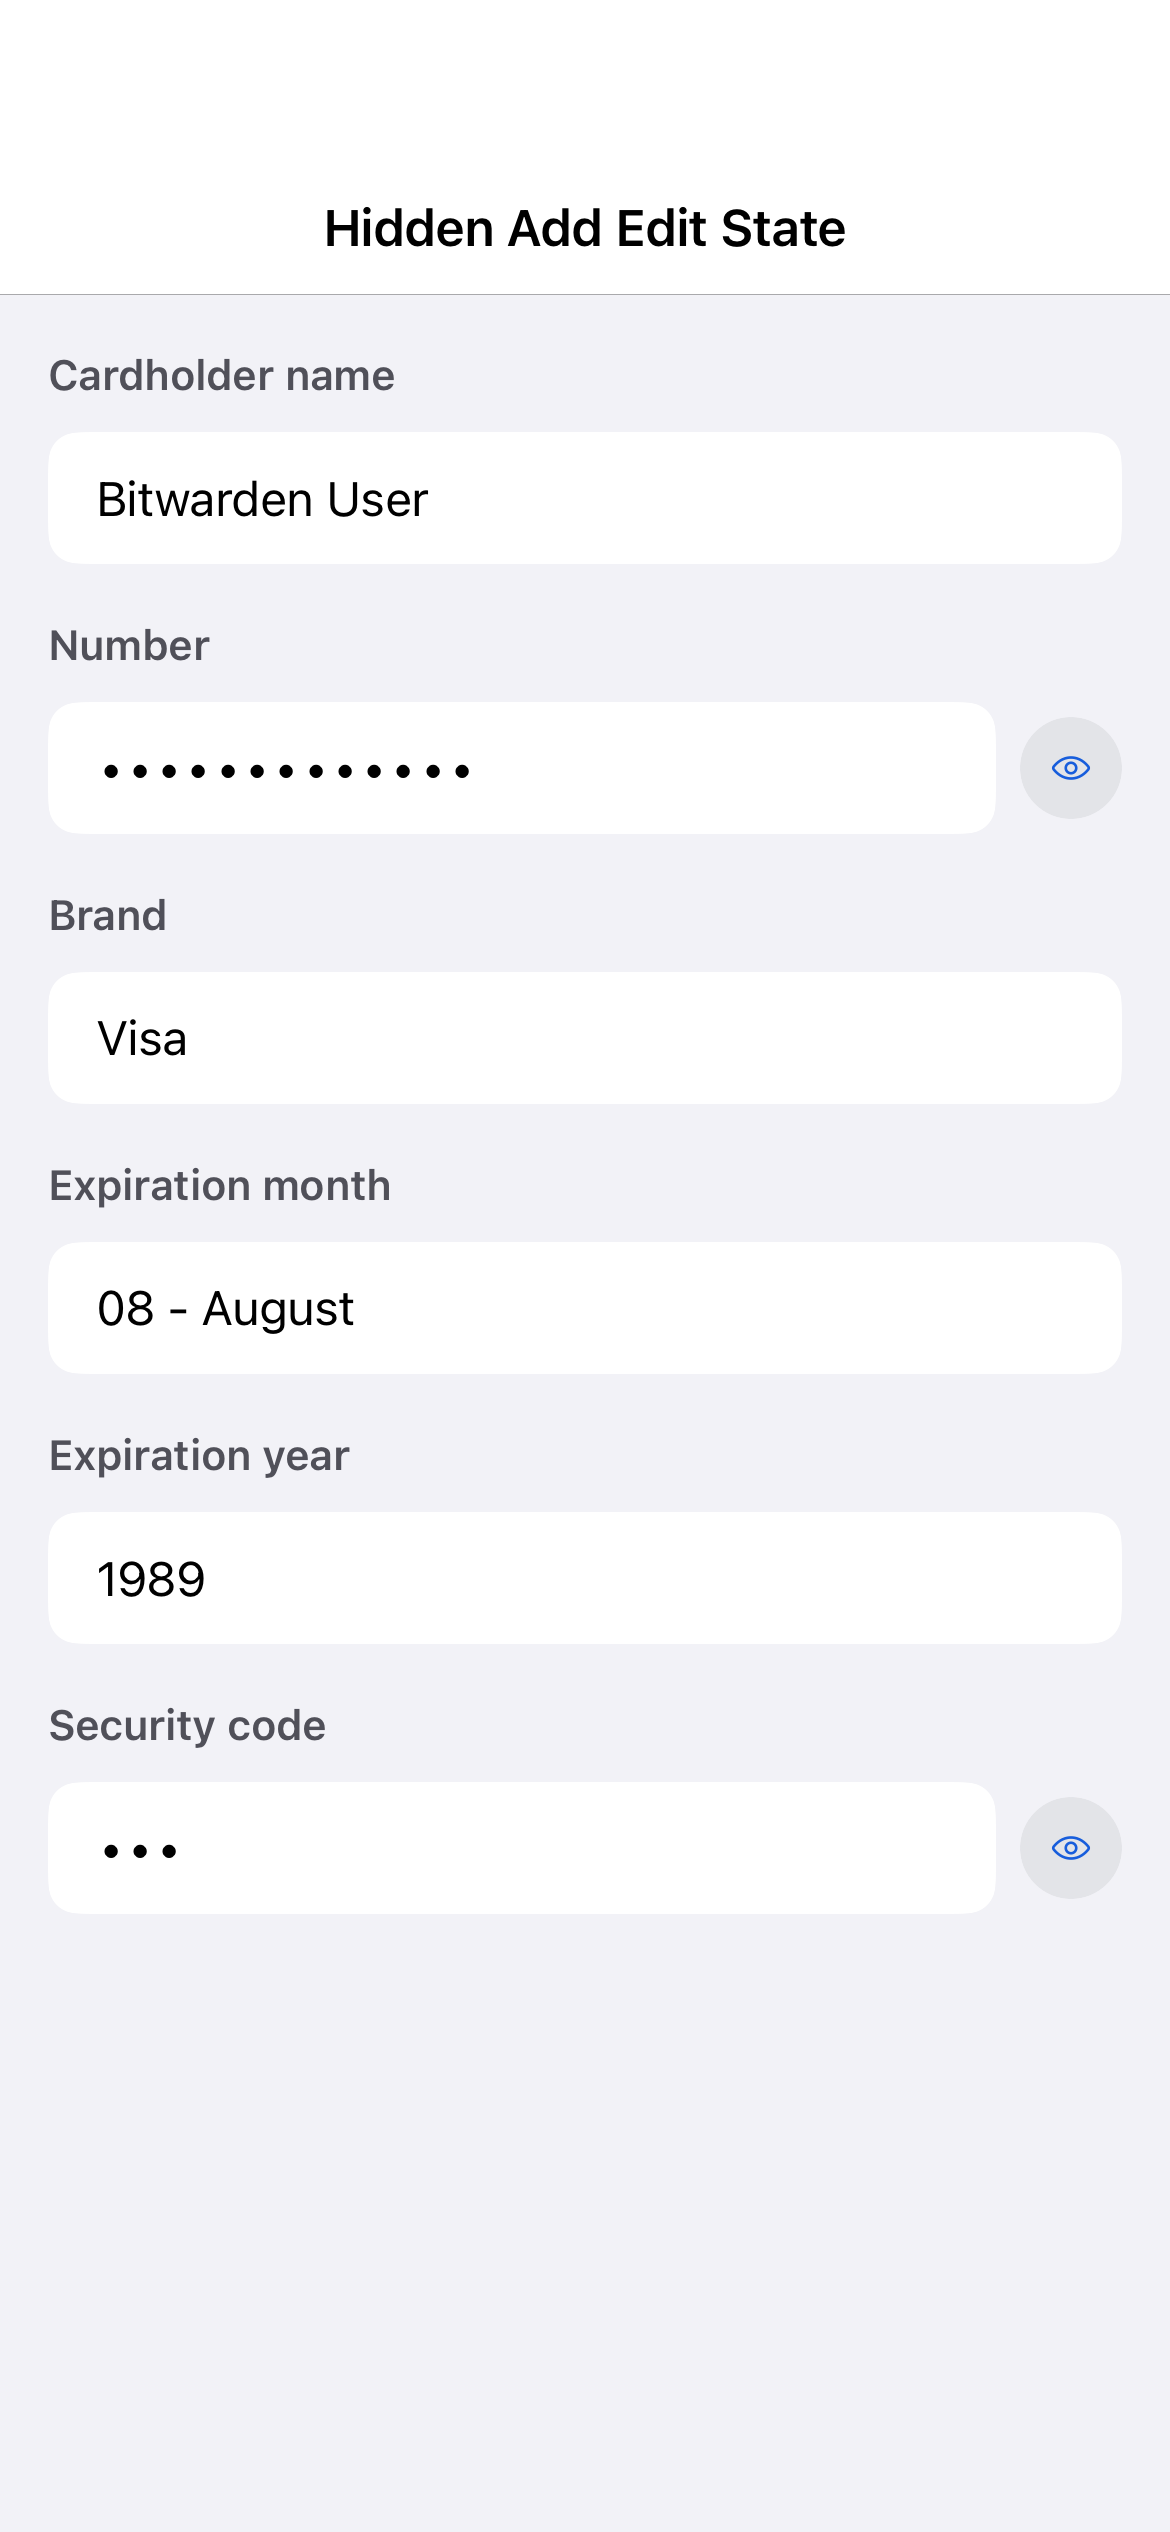 Hidden Add Edit State
Cardholder name
Bitwarden User
Number
•••••••••••••
Brand
Visa
Expiration month
08 - August
Expiration year
1989
Security code
•••